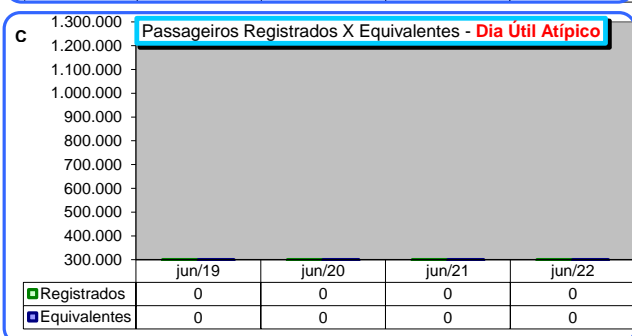 C
Passageiros Registrados X Equivalentes - Dia Útil Atípico
1.300.000
1.200.000
1.100.000
1.000.000
900.000
800.000
700.000
600.000
500.000
400.000
300.000
jun/19 jun/20 jun/21 jun/22
Registrados 0 0 0 0
Equivalentes 0 0 0 0